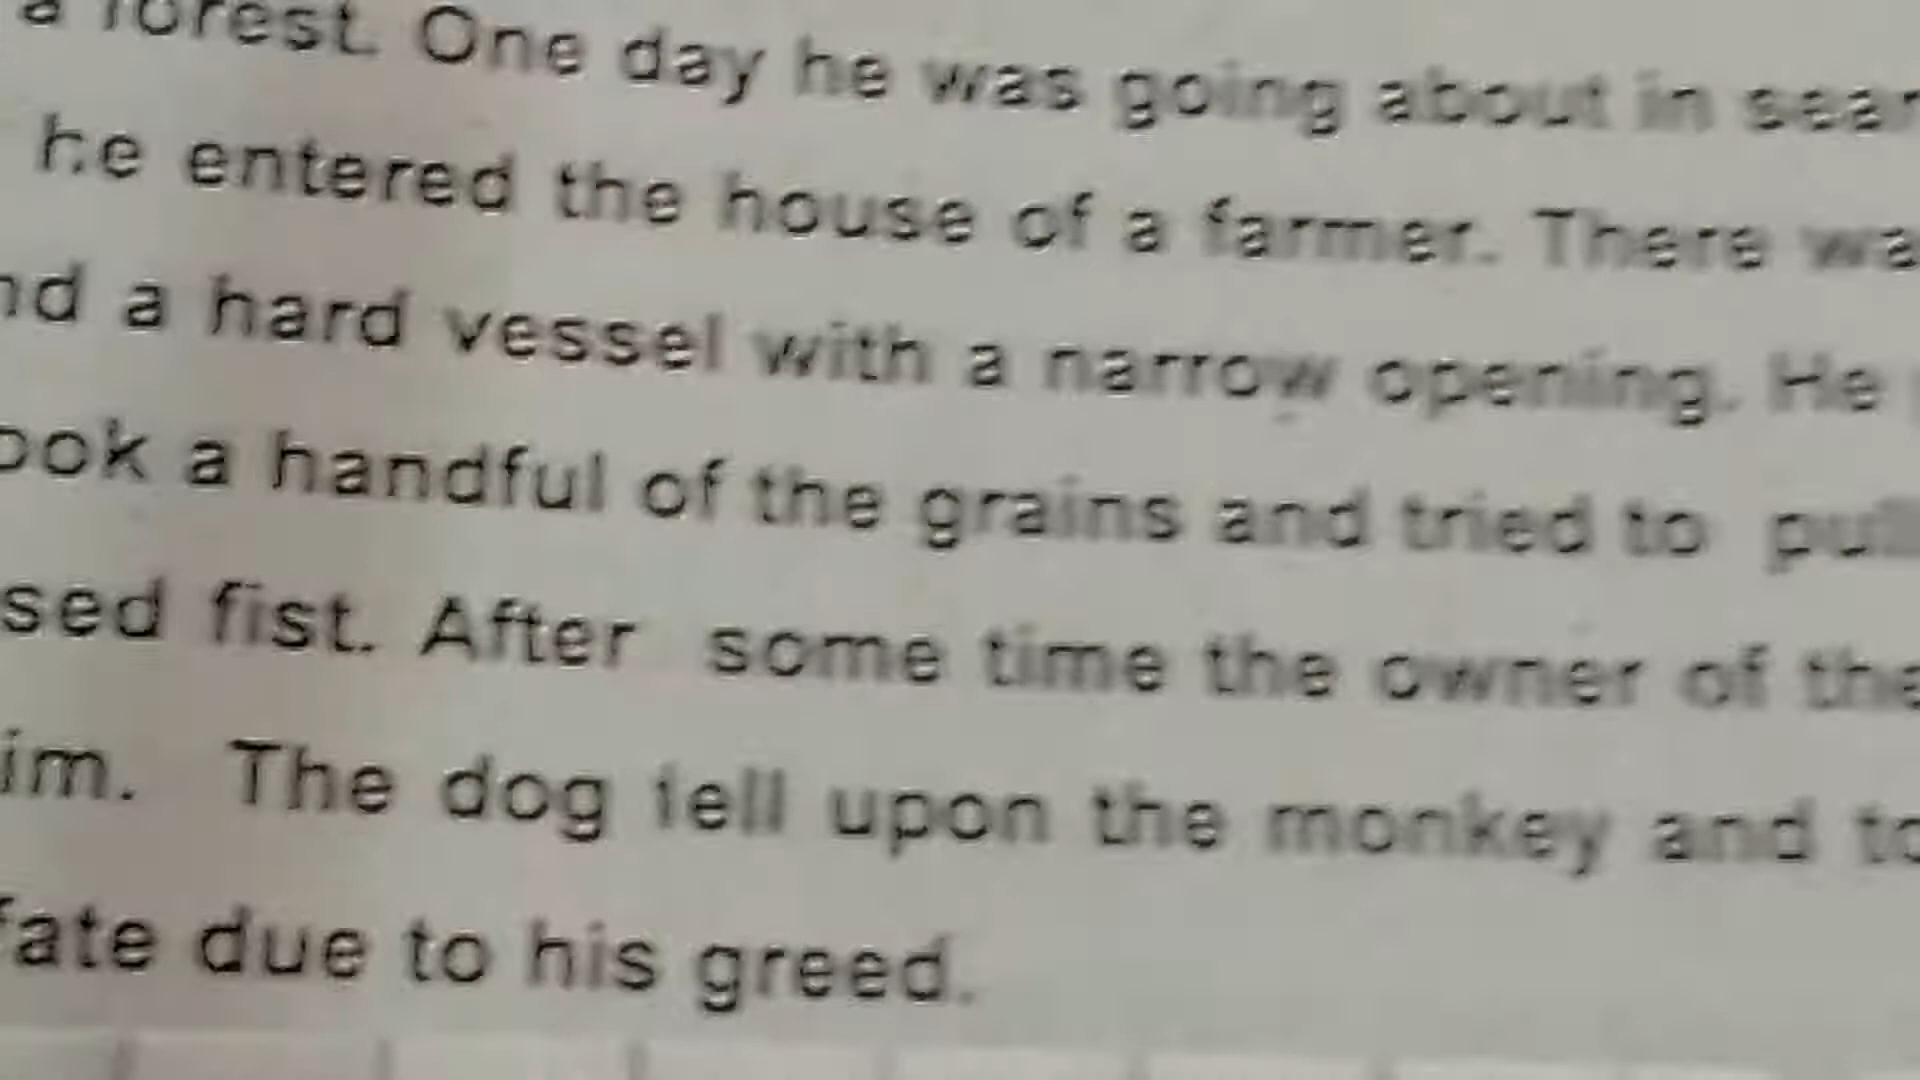 a forest. One day he was going about in sear
he entered the house of a farmer. There wa
nd a hard vessel with a narrow opening. He
ook a handful of the grains and tried to pull
sed fist. After some time the owner of the
im. The dog fell upon the monkey and to
fate due to his greed.